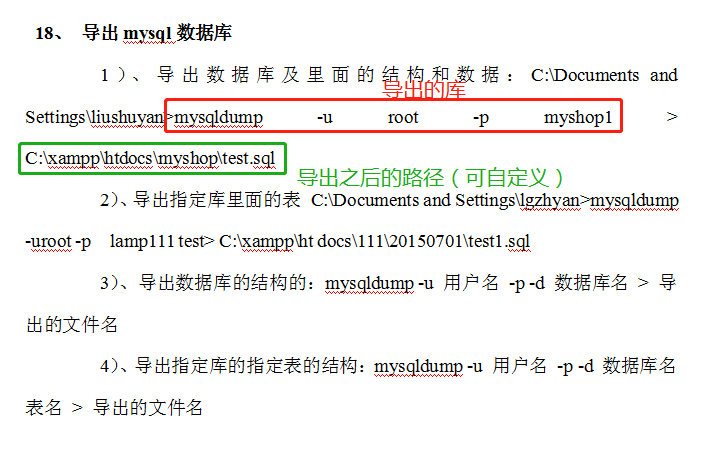 18、 导出mysql数据库
1）、导出数据库及里面的结构和数据：C:\Documents and
导出的库
Settings\liushuyan>mysqldump -u root -p myshop1 >
C:\xampp\htdocs\myshop\test.sql
导出之后的路径（可自定义）
2）、导出指定库里面的表 C:\Documents and Settings\lgzhyan>mysqldump
-uroot -p lamp111 test> C:\xampp\ht docs\111\20150701\test1.sql
3）、导出数据库的结构的：mysqldump -u 用户名 -p -d 数据库名 > 导
出的文件名
4）、导出指定库的指定表的结构：mysqldump -u 用户名 -p -d 数据库名
表名 > 导出的文件名